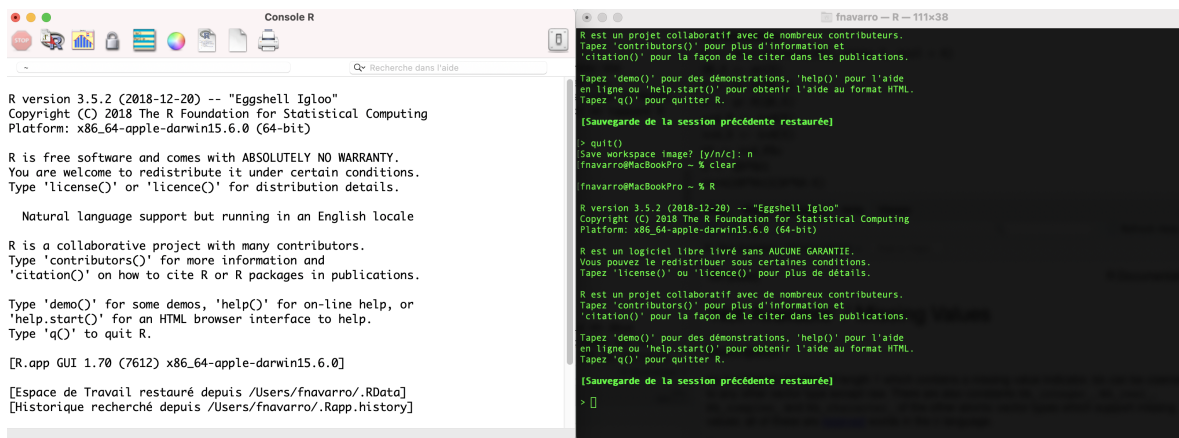 Console R
STOP
~
Recherche dans l'aide
R version 3.5.2 (2018-12-20) -- "Eggshell Igloo"
Copyright (C) 2018 The R Foundation for Statistical Computing
Platform: x86_64-apple-darwin15.6.0 (64-bit)
R is free software and comes with ABSOLUTELY NO WARRANTY.
You are welcome to redistribute it under certain conditions.
Type 'license()' or 'licence()' for distribution details.
Natural language support but running in an English locale
R is a collaborative project with many contributors.
Type 'contributors()' for more information and
'citation()' on how to cite R or R packages in publications.
Type 'demo()' for some demos, 'help()' for on-line help, or
'help.start()' for an HTML browser interface to help.
Type 'q()' to quit R.
[R.app GUI 1.70 (7612) x86_64-apple-darwin15.6.0]
[Espace de Travail restauré depuis /Users/fnavarro/.RData]
[Historique recherché depuis /Users/fnavarro/.Rapp.history]
fnavarro — R — 111×38
R est un projet collaboratif avec de nombreux contributeurs.
Tapez 'contributors()' pour plus d'information et
'citation()' pour la façon de le citer dans les publications.
Tapez 'demo()' pour des démonstrations, 'help()' pour l'aide
en ligne ou 'help.start()' pour obtenir l'aide au format HTML.
Tapez 'q()' pour quitter R.
[Sauvegarde de la session précédente restaurée]
[> quit()
Save workspace image? [y/n/c]: n
[fnavarro@MacBookPro ~ % clear
[fnavarro@MacBookPro ~ % R
R version 3.5.2 (2018-12-20) -- "Eggshell Igloo"
Copyright (C) 2018 The R Foundation for Statistical Computing
Platform: x86_64-apple-darwin15.6.0 (64-bit)
R est un logiciel libre livré sans AUCUNE GARANTIE.
Vous pouvez le redistribuer sous certaines conditions.
Tapez 'license()' ou 'licence()' pour plus de détails.
R est un projet collaboratif avec de nombreux contributeurs.
Tapez 'contributors()' pour plus d'information et
'citation()' pour la façon de le citer dans les publications.
Tapez 'demo()' pour des démonstrations, 'help()' pour l'aide
en ligne ou 'help.start()' pour obtenir l'aide au format HTML.
Tapez 'q()' pour quitter R.
[Sauvegarde de la session précédente restaurée]
>